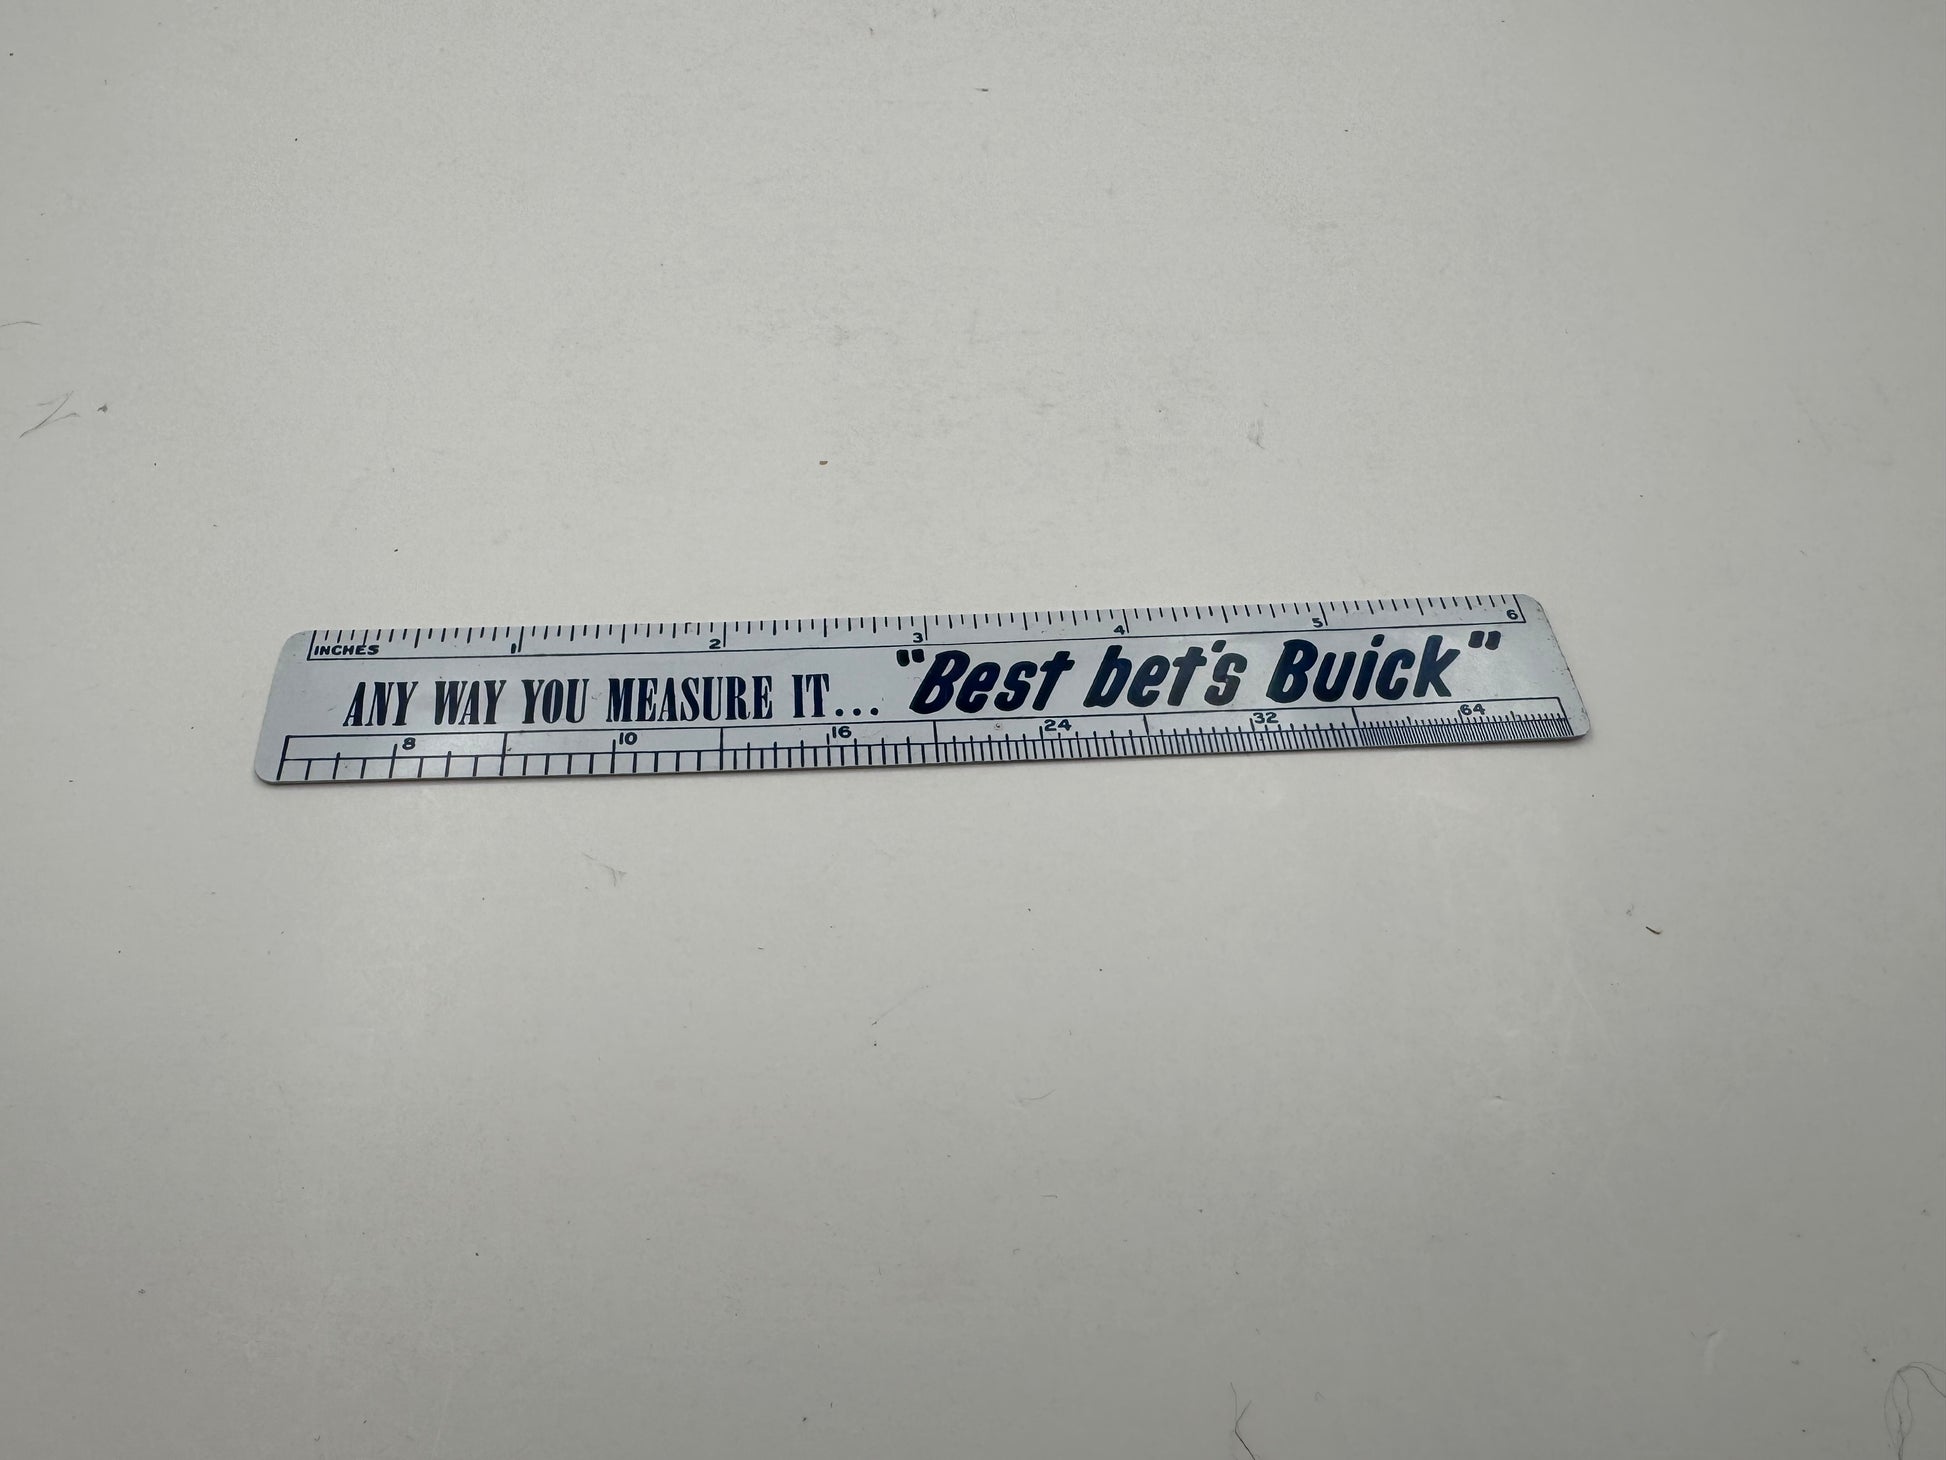 INCHES 1 2 3 4 5 6
ANY WAY YOU MEASURE IT... "Best bet's Buick"
8 10 16 24 32 64